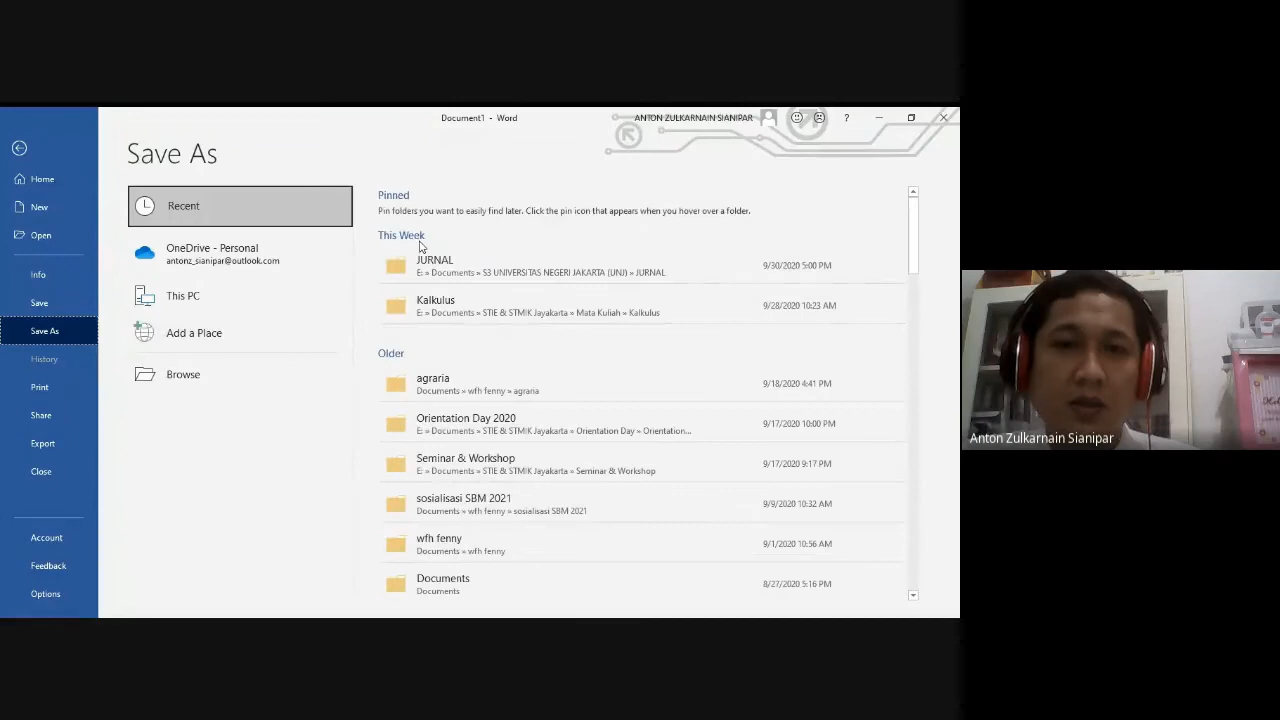 Document1 - Word
ANTON ZULKARNAIN SIANIPAR
?
Save As
Home
New
Open
Info
Save
Save As
History
Print
Share
Export
Close
Account
Feedback
Options
Recent
OneDrive - Personal
antonz_sianipar@outlook.com
This PC
Add a Place
Browse
Pinned
Pin folders you want to easily find later. Click the pin icon that appears when you hover over a folder.
This Week
JURNAL
E: » Documents » S3 UNIVERSITAS NEGERI JAKARTA (UNJ) » JURNAL
9/30/2020 5:00 PM
Kalkulus
E: » Documents » STIE & STMIK Jayakarta » Mata Kuliah » Kalkulus
9/28/2020 10:23 AM
Older
agraria
Documents » wfh fenny » agraria
9/18/2020 4:41 PM
Orientation Day 2020
E: » Documents » STIE & STMIK Jayakarta » Orientation Day » Orientation...
9/17/2020 10:00 PM
Seminar & Workshop
E: » Documents » STIE & STMIK Jayakarta » Seminar & Workshop
9/17/2020 9:17 PM
sosialisasi SBM 2021
Documents » wfh fenny » sosialisasi SBM 2021
9/9/2020 10:32 AM
wfh fenny
Documents » wfh fenny
9/1/2020 10:56 AM
Documents
Documents
8/27/2020 5:16 PM
Anton Zulkarnain Sianipar